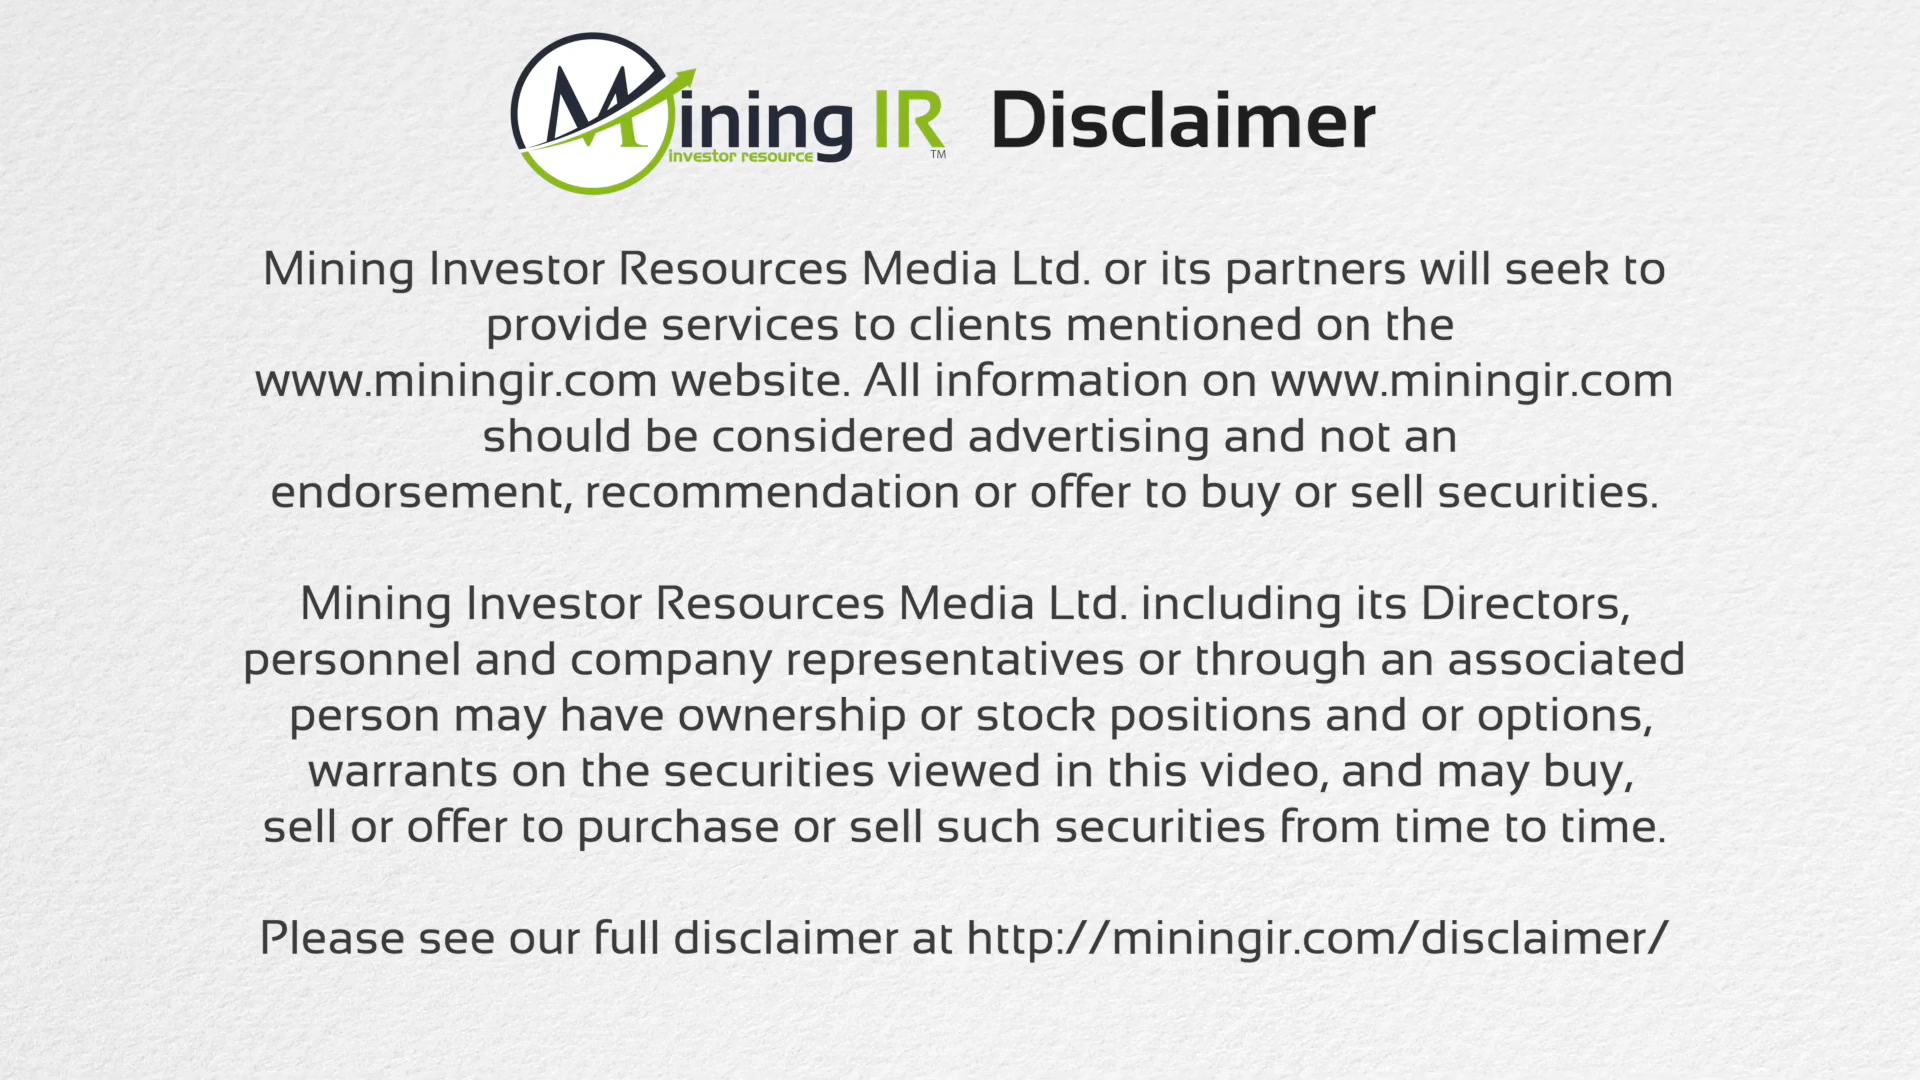 Mining IR Disclaimer
investor resource TM
Mining Investor Resources Media Ltd. or its partners will seek to
provide services to clients mentioned on the
www.miningir.com website. All information on www.miningir.com
should be considered advertising and not an
endorsement, recommendation or offer to buy or sell securities.
Mining Investor Resources Media Ltd. including its Directors,
personnel and company representatives or through an associated
person may have ownership or stock positions and or options,
warrants on the securities viewed in this video, and may buy,
sell or offer to purchase or sell such securities from time to time.
Please see our full disclaimer at http://miningir.com/disclaimer/